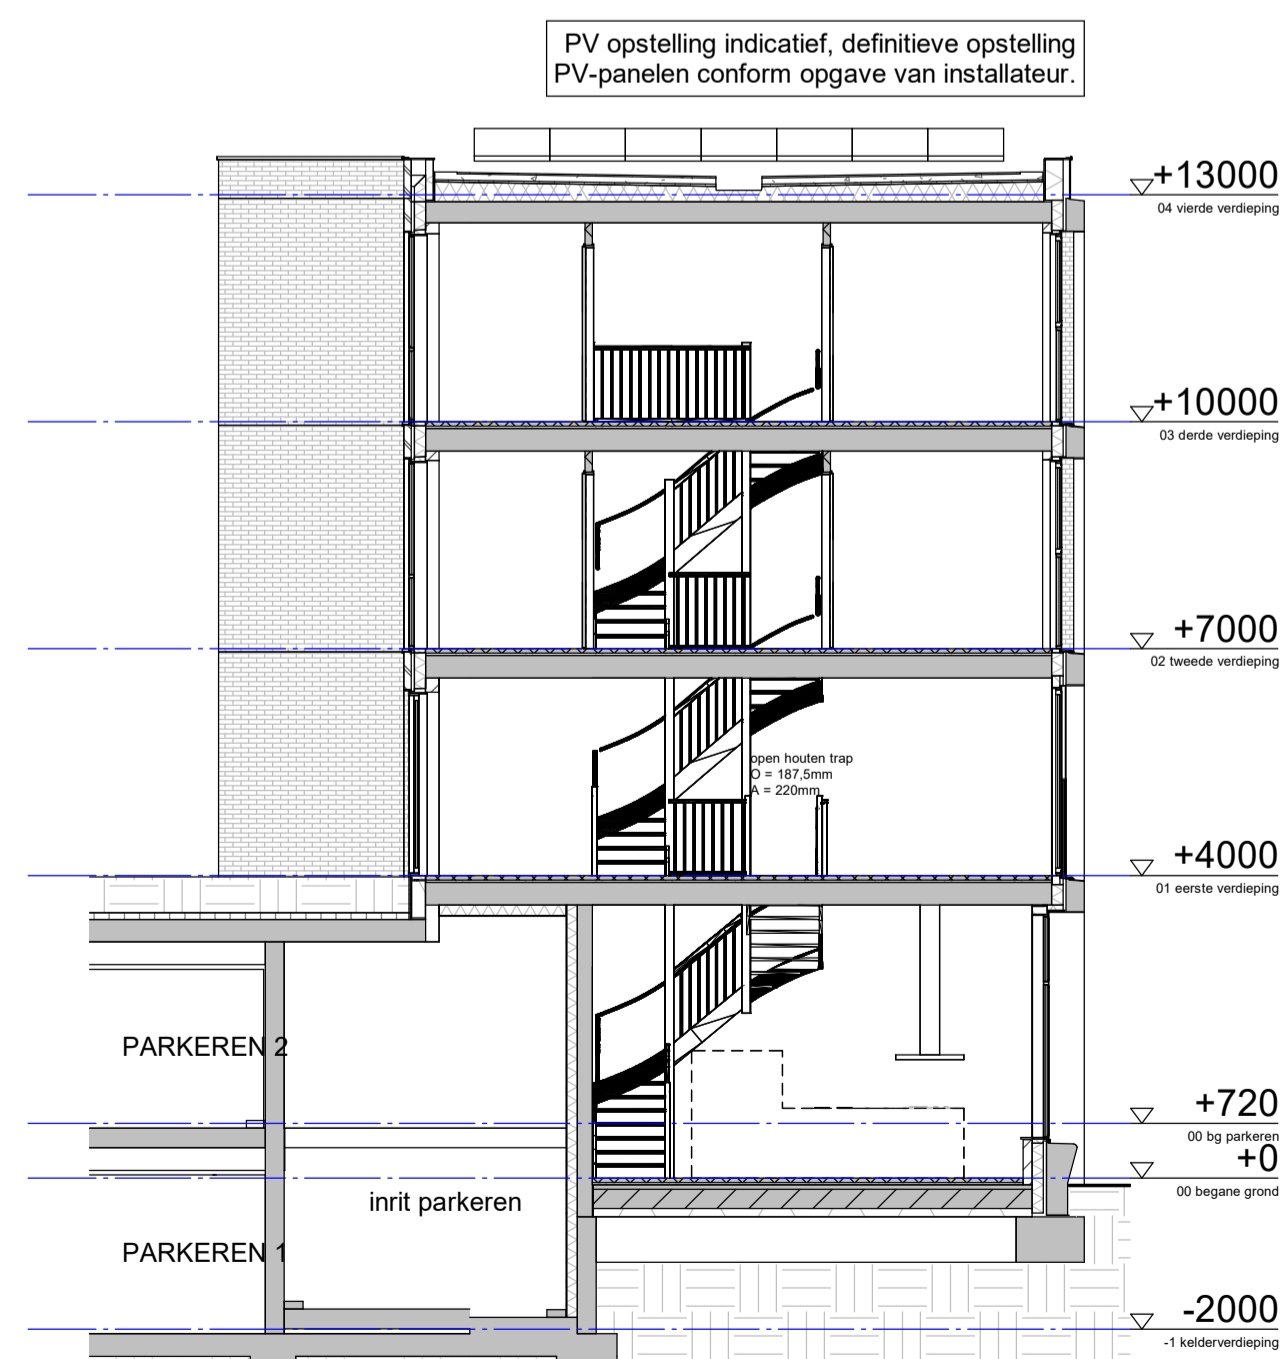 PV opstelling indicatief, definitieve opstelling
PV-panelen conform opgave van installateur.
+13000
04 vierde verdieping
+10000
03 derde verdieping
+7000
02 tweede verdieping
open houten trap
O = 187,5mm
A = 220mm
+4000
01 eerste verdieping
PARKEREN 2
+720
00 bg parkeren
+0
00 begane grond
inrit parkeren
PARKEREN 1
-2000
-1 kelderverdieping